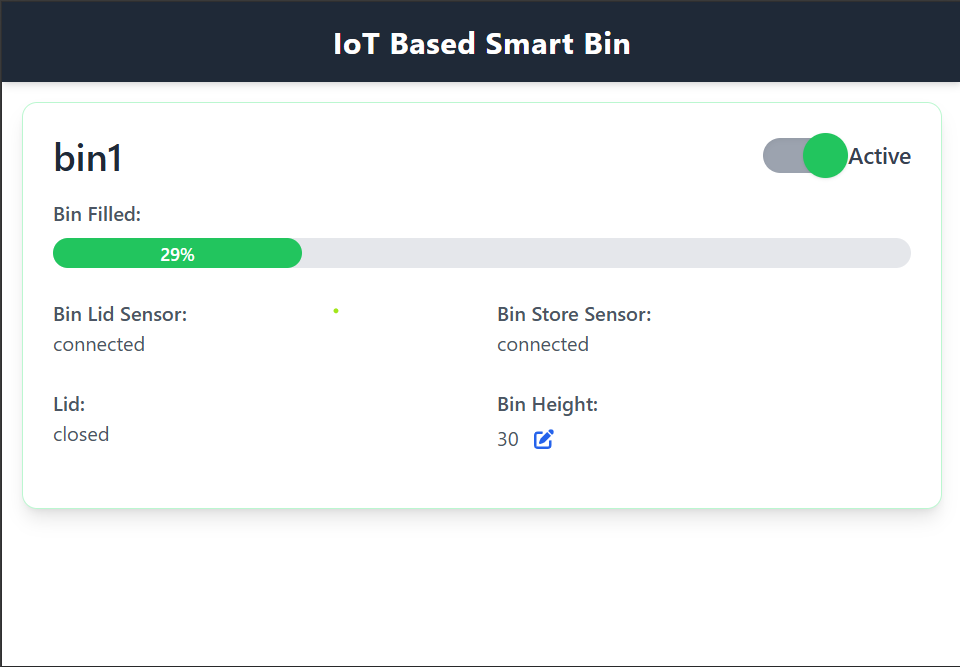 IoT Based Smart Bin
bin1
Active
Bin Filled:
29%
Bin Lid Sensor:
connected
Bin Store Sensor:
connected
Lid:
closed
Bin Height:
30